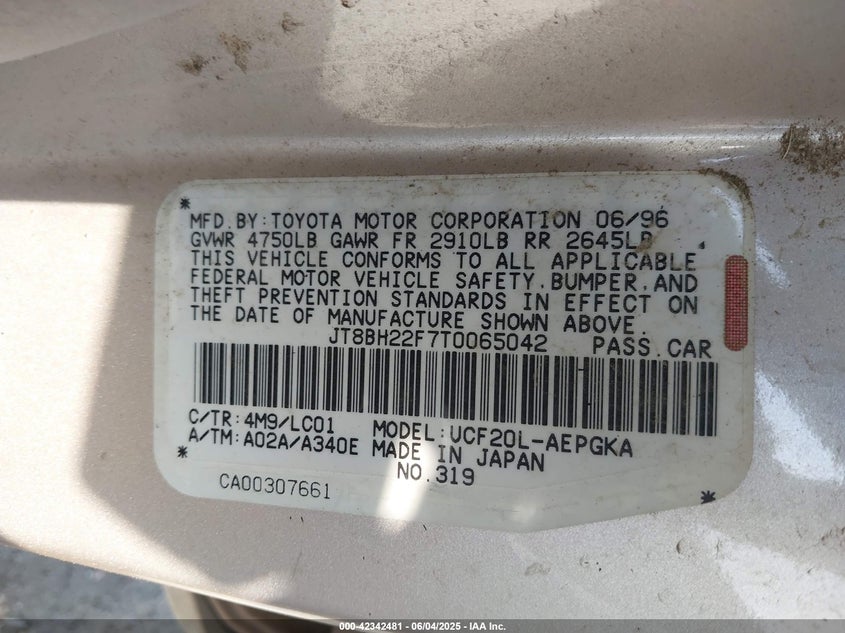 MFD.BY:TOYOTA MOTOR CORPORATION 06/96
GVWR 4750LB GAWR FR 2910LB RR 2645LB
THIS VEHICLE CONFORMS TO ALL APPLICABLE
FEDERAL MOTOR VEHICLE SAFETY,BUMPER,AND
THEFT PREVENTION STANDARDS IN EFFECT ON
THE DATE OF MANUFACTURE SHOWN ABOVE.
JT8BH22F7T0065042 PASS.CAR
C/TR:4M9/LC01 MODEL:UCF20L-AEPGKA
A/TM:A02A/A340E MADE IN JAPAN
NO.319
CA00307661
000-42342481 - 06/04/2025 - IAA Inc.